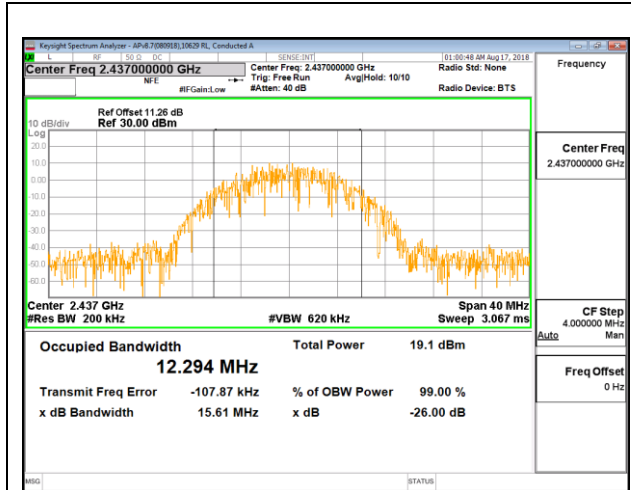 Keysight Spectrum Analyzer - APv8.7(080918),10629 RL, Conducted A
LXI L RF 50 Ω DC SENSE:INT 01:00:48 AM Aug 17, 2018
Center Freq 2.437000000 GHz Center Freq: 2.437000000 GHz Radio Std: None
NFE Trig: Free Run Avg|Hold: 10/10
#IFGain:Low #Atten: 40 dB Radio Device: BTS
Frequency
Ref Offset 11.26 dB
10 dB/div Ref 30.00 dBm
Log
20.0
10.0
0.00
-10.0
-20.0
-30.0
-40.0
-50.0
-60.0
Center 2.437 GHz Span 40 MHz
#Res BW 200 kHz #VBW 620 kHz Sweep 3.067 ms
Occupied Bandwidth Total Power 19.1 dBm
12.294 MHz
Transmit Freq Error -107.87 kHz % of OBW Power 99.00 %
x dB Bandwidth 15.61 MHz x dB -26.00 dB
Center Freq
2.437000000 GHz
CF Step
4.000000 MHz
Auto Man
Freq Offset
0 Hz
MSG STATUS